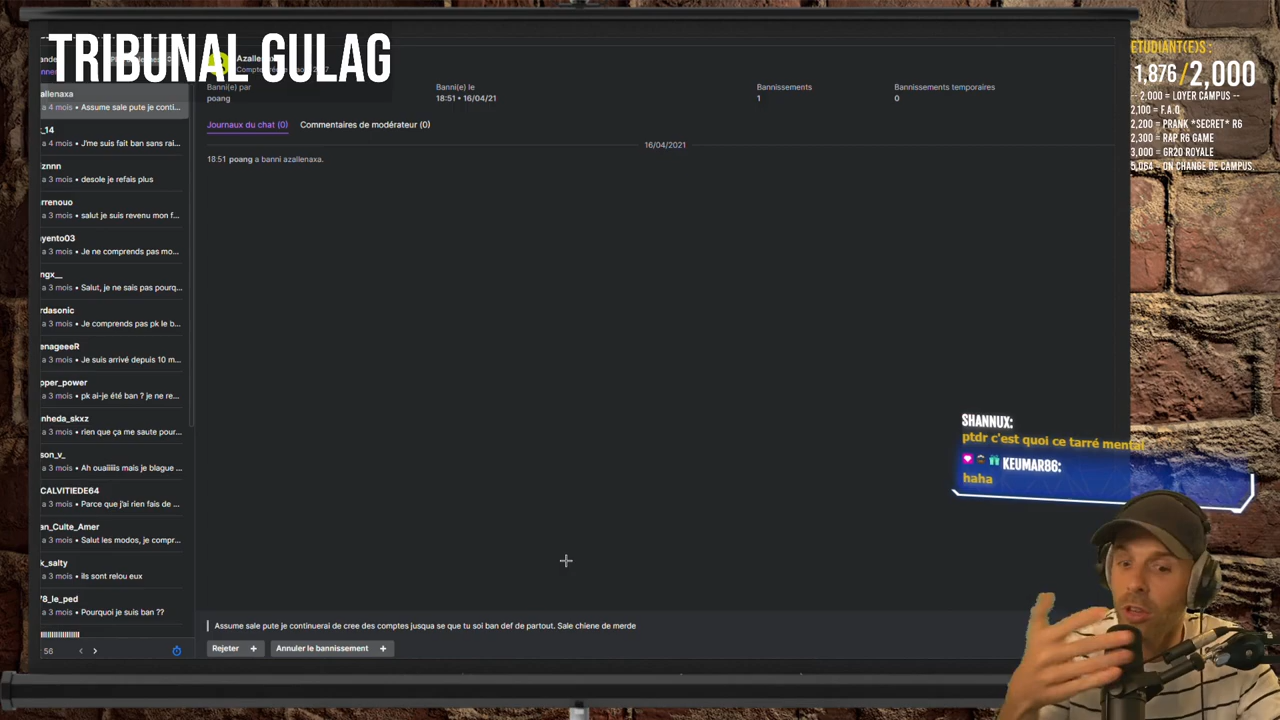 TRIBUNAL GULAG
Banni(e) par
poang
Banni(e) le
18:51 • 16/04/21
Bannissements
1
Bannissements temporaires
0
Journaux du chat (0)
Commentaires de modérateur (0)
16/04/2021
18:51 poang a banni azallenaxa.
allenaxa
a 4 mois • Assume sale pute je conti...
_14
a 4 mois • J'me suis fait ban sans rai...
iznnn
a 3 mois • desole je refais plus
rrenouo
a 3 mois • salut je suis revenu mon f...
yento03
a 3 mois • Je ne comprends pas mo...
ngx__
a 3 mois • Salut, je ne sais pas pourq...
rdasonic
a 3 mois • Je comprends pas pk le b...
enageeeR
a 3 mois • Je suis arrivé depuis 10 m...
pper_power
a 3 mois • pk ai-je été ban ? je ne re...
nheda_skxz
a 3 mois • rien que ça me saute pour...
son_v_
a 3 mois • Ah ouaiiiiis mais je blague ...
CALVITIEDE64
a 3 mois • Parce que j'ai rien fais de ...
an_Culte_Amer
a 3 mois • Salut les modos, je compr...
k_salty
a 3 mois • ils sont relou eux
78_le_ped
a 3 mois • Pourquoi je suis ban ??
56
Assume sale pute je continuerai de cree des comptes jusqua se que tu soi ban def de partout. Sale chiene de merde
Rejeter +
Annuler le bannissement +
ETUDIANT(E)S :
1,876 / 2,000
-- 2,000 = LOYER CAMPUS --
2,100 = F.A.Q
2,200 = PRANK *SECRET* R6
2,300 = RAP R6 GAME
3,000 = GR20 ROYALE
5,064 = ON CHANGE DE CAMPUS.
SHANNUX:
ptdr c'est quoi ce tarré mental
KEUMAR86:
haha